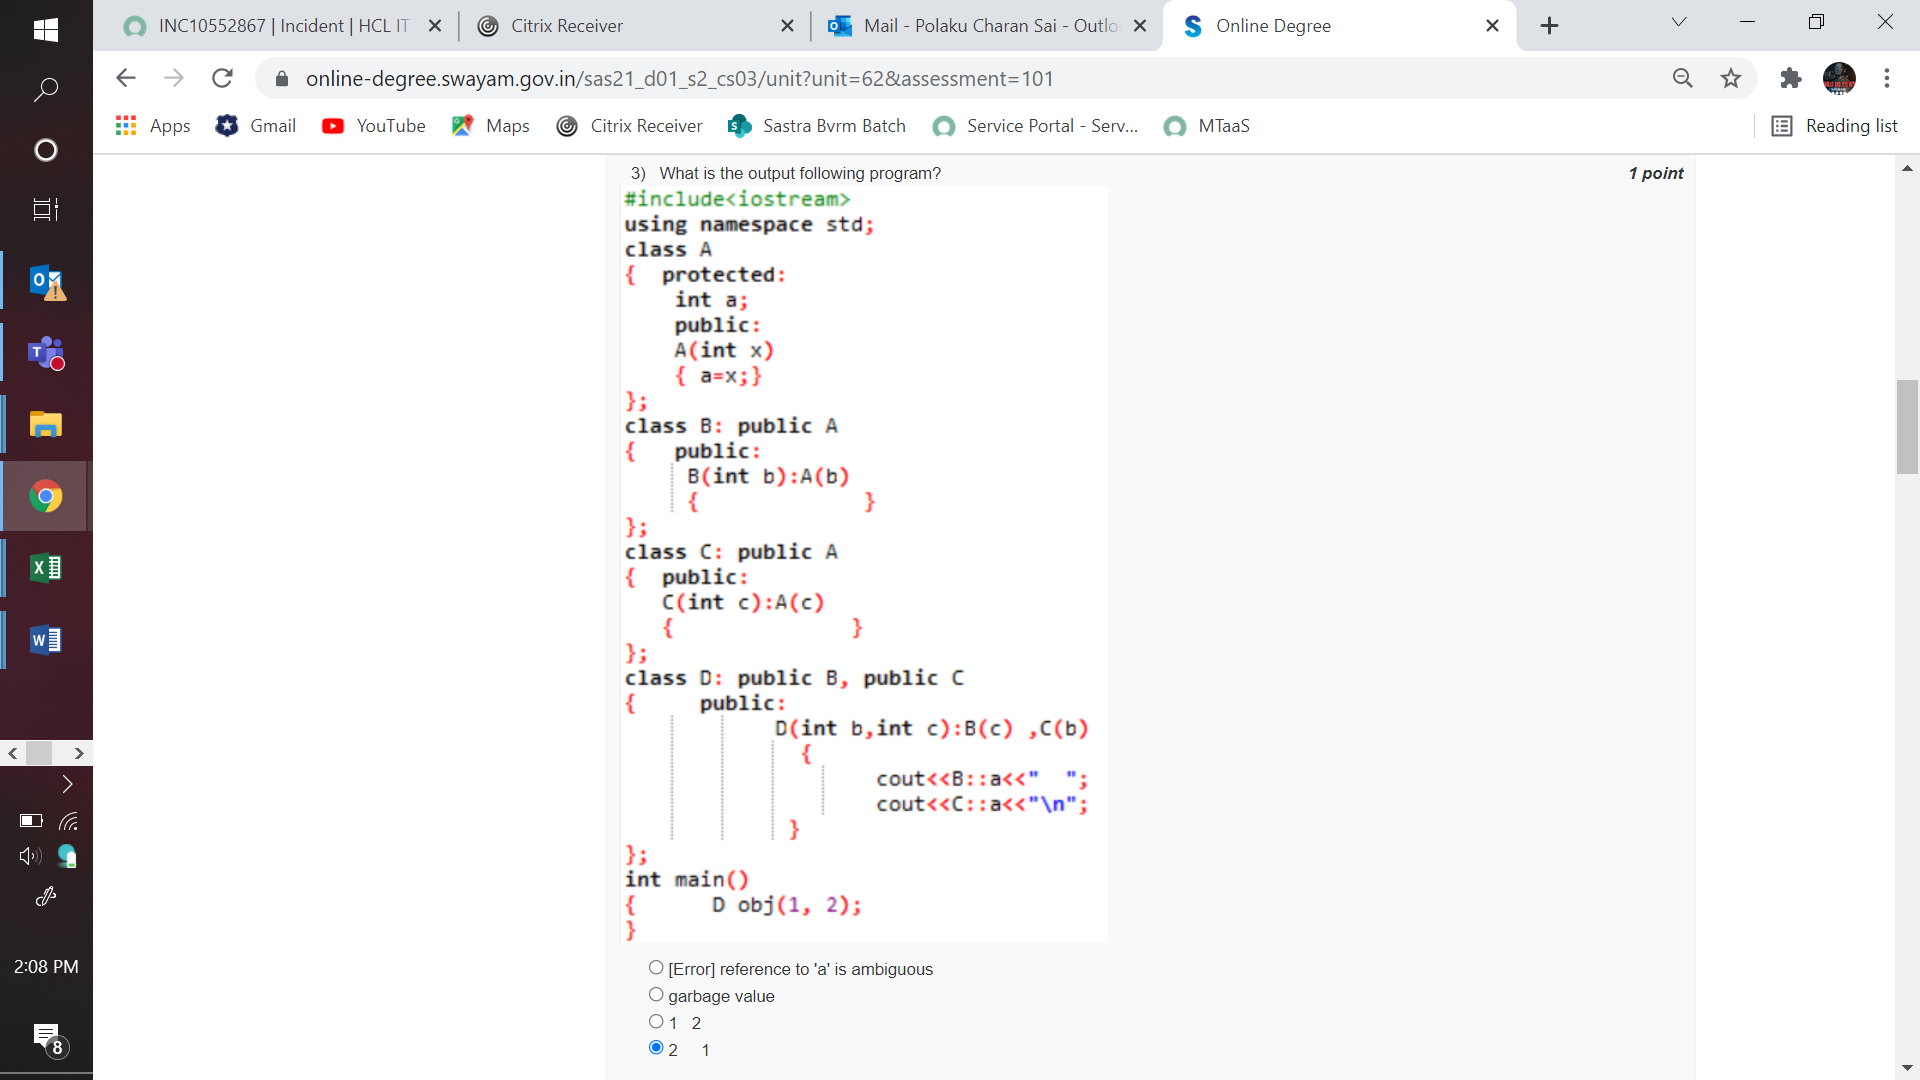 INC10552867 | Incident | HCL IT
Citrix Receiver
Mail - Polaku Charan Sai - Outlo
Online Degree
online-degree.swayam.gov.in/sas21_d01_s2_cs03/unit?unit=62&assessment=101
Apps Gmail YouTube Maps Citrix Receiver Sastra Bvrm Batch Service Portal - Serv... MTaaS Reading list
3) What is the output following program? 1 point
#include<iostream>
using namespace std;
class A
{ protected:
int a;
public:
A(int x)
{ a=x;}
};
class B: public A
{ public:
B(int b):A(b)
{ }
};
class C: public A
{ public:
C(int c):A(c)
{ }
};
class D: public B, public C
{ public:
D(int b,int c):B(c) ,C(b)
{
cout<<B::a<<"  ";
cout<<C::a<<"\n";
}
};
int main()
{ D obj(1, 2);
}
[Error] reference to 'a' is ambiguous
garbage value
1 2
2 1
2:08 PM
8